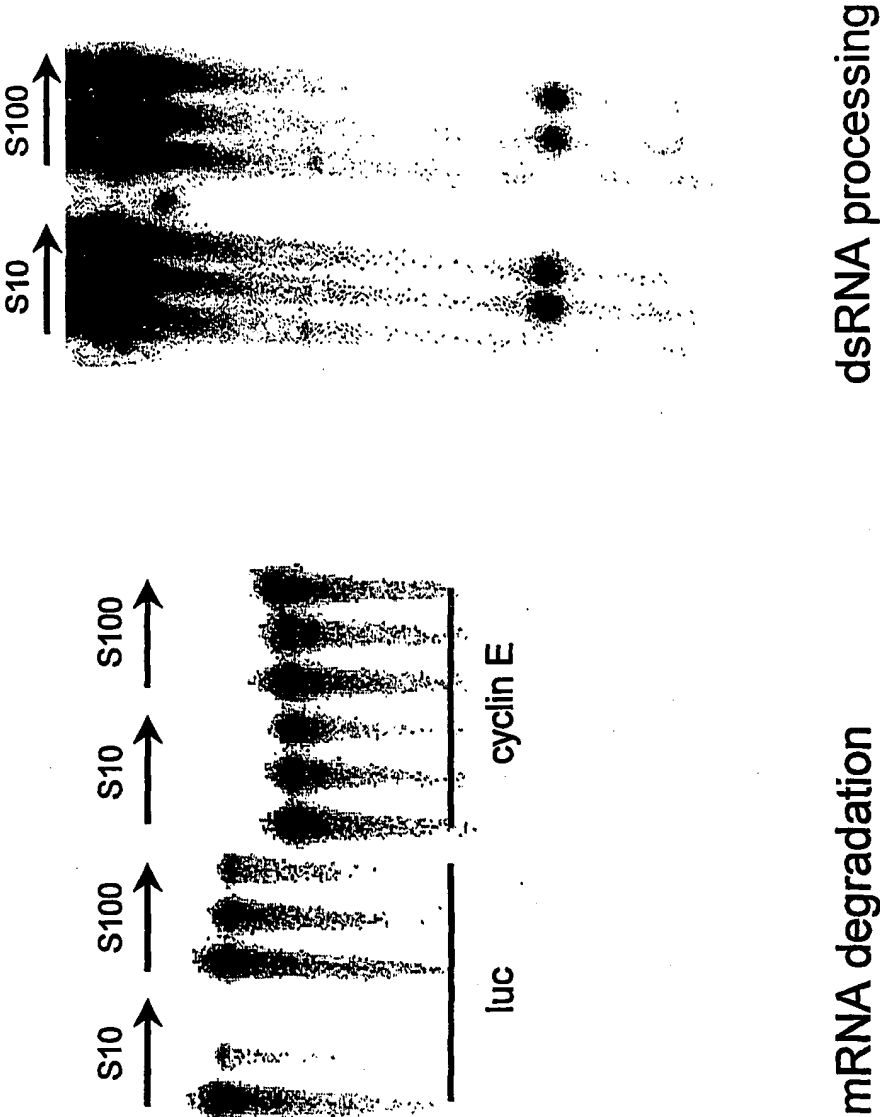 S10 S100 S10 S100
luc cyclin E
mRNA degradation
S10 S100
dsRNA processing